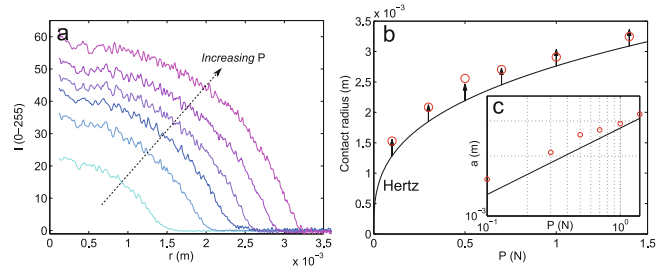 a
Increasing P
I (0−255)
60
50
40
30
20
10
0
0
0.5
1
1.5
2
2.5
3
3.5
r (m)
x 10⁻³
x 10⁻³
b
Contact radius (m)
3.5
3
2.5
2
1.5
1
0.5
0
Hertz
0
0.5
1
1.5
P (N)
c
a (m)
10⁻³
10⁻¹
10⁰
P (N)